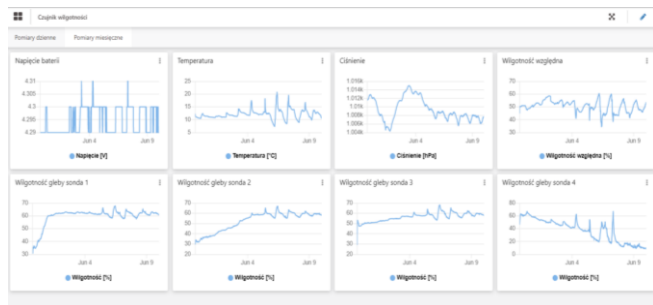 Czujnik wilgotności
Pomiary dzienne Pomiary miesięczne
Napięcie baterii
4.31
4.305
4.3
4.295
4.29
Jun 4 Jun 9
Napięcie [V]
Temperatura
25
20
15
10
5
Jun 4 Jun 9
Temperatura [°C]
Ciśnienie
1.016k
1.014k
1.012k
1.01k
1.008k
1.006k
1.004k
Jun 4 Jun 9
Ciśnienie [hPa]
Wilgotność względna
70
60
50
40
30
Jun 4 Jun 9
Wilgotność względna [%]
Wilgotność gleby sonda 1
70
60
50
40
30
Jun 4 Jun 9
Wilgotność [%]
Wilgotność gleby sonda 2
70
60
50
40
30
20
Jun 4 Jun 9
Wilgotność [%]
Wilgotność gleby sonda 3
70
60
50
40
30
20
Jun 4 Jun 9
Wilgotność [%]
Wilgotność gleby sonda 4
80
60
40
20
0
Jun 4 Jun 9
Wilgotność [%]